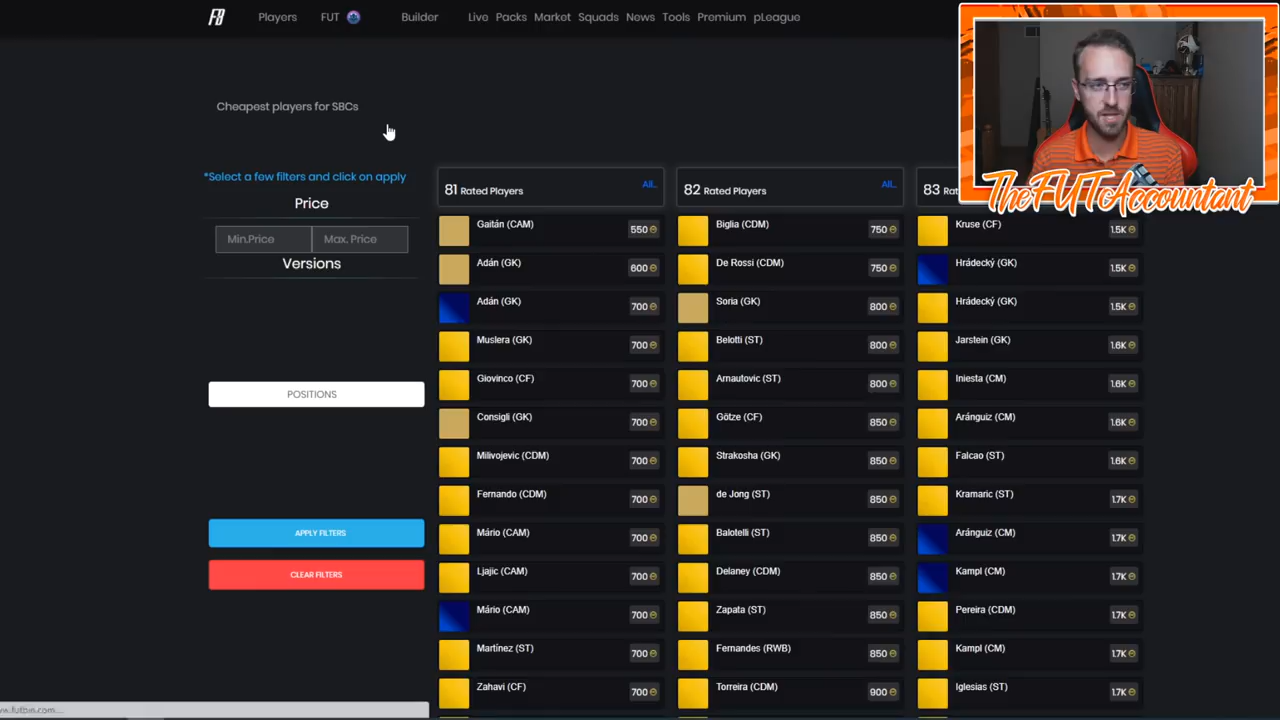 F8 Players FUT Builder Live Packs Market Squads News Tools Premium pLeague
Cheapest players for SBCs
TheFUTAccountant
*Select a few filters and click on apply
Price
Min.Price Max. Price
Versions
POSITIONS
APPLY FILTERS
CLEAR FILTERS
81 Rated Players All..
Gaitán (CAM) 550
Adán (GK) 600
Adán (GK) 700
Muslera (GK) 700
Giovinco (CF) 700
Consigli (GK) 700
Milivojevic (CDM) 700
Fernando (CDM) 700
Mário (CAM) 700
Ljajic (CAM) 700
Mário (CAM) 700
Martínez (ST) 700
Zahavi (CF) 700
82 Rated Players All..
Biglia (CDM) 750
De Rossi (CDM) 750
Soria (GK) 800
Belotti (ST) 800
Arnautovic (ST) 800
Götze (CF) 850
Strakosha (GK) 850
de Jong (ST) 850
Balotelli (ST) 850
Delaney (CDM) 850
Zapata (ST) 850
Fernandes (RWB) 850
Torreira (CDM) 900
83 Rat
Kruse (CF) 1.5K
Hrádecký (GK) 1.5K
Hrádecký (GK) 1.5K
Jarstein (GK) 1.6K
Iniesta (CM) 1.6K
Aránguiz (CM) 1.6K
Falcao (ST) 1.6K
Kramaric (ST) 1.7K
Aránguiz (CM) 1.7K
Kampl (CM) 1.7K
Pereira (CDM) 1.7K
Kampl (CM) 1.7K
Iglesias (ST) 1.7K